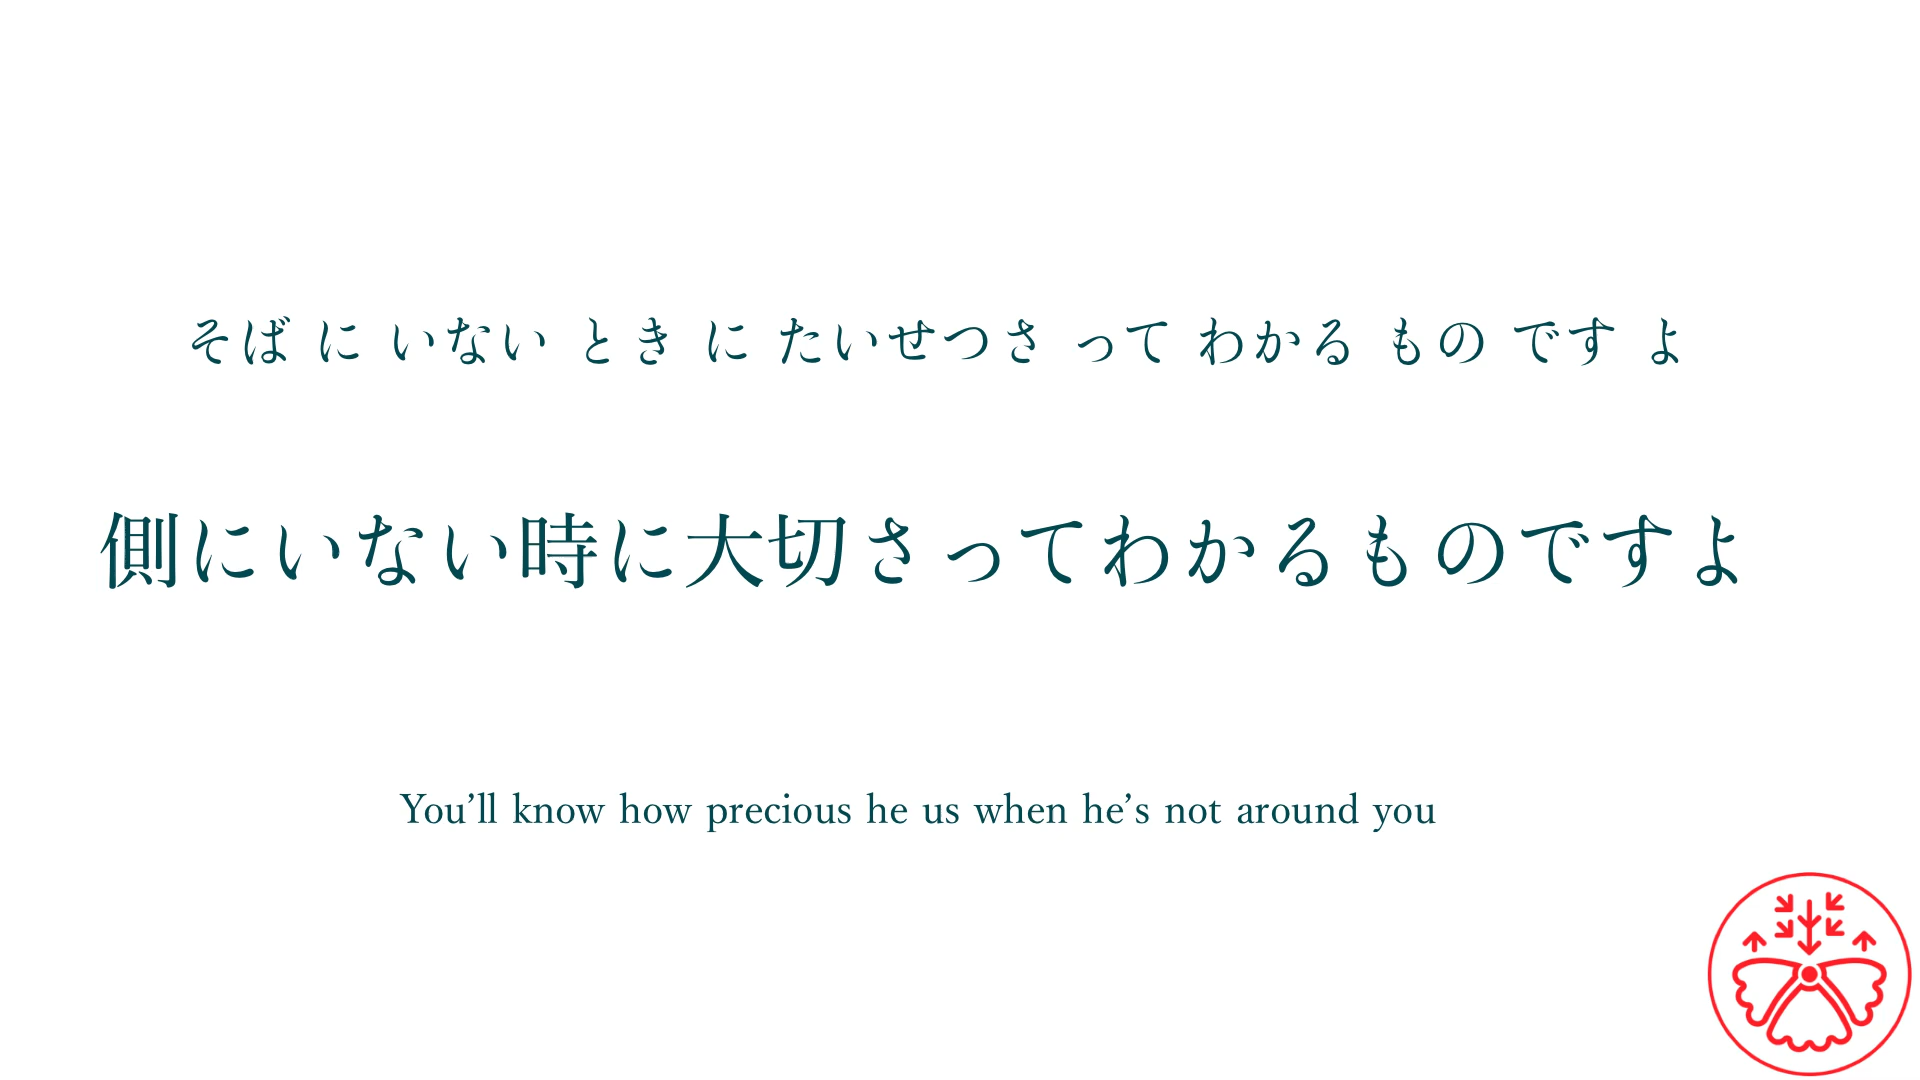 そば に いない とき に たいせつさ って わかる もの です よ
側にいない時に大切さってわかるものですよ
You’ll know how precious he us when he’s not around you